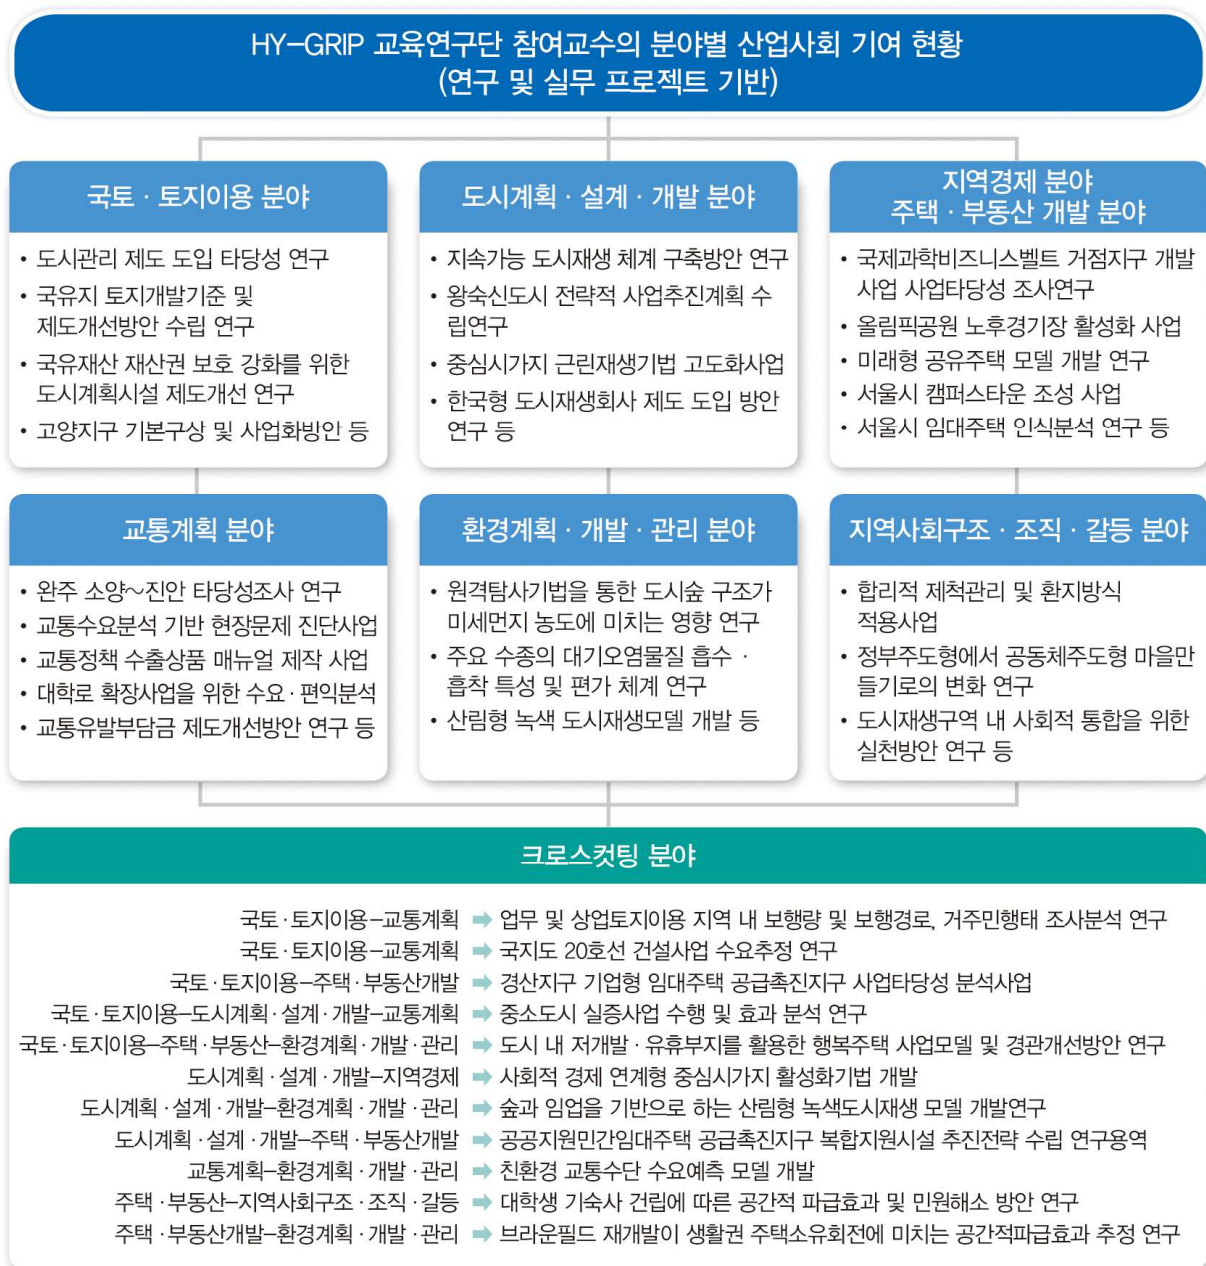 HY-GRIP 교육연구단 참여교수의 분야별 산업사회 기여 현황
(연구 및 실무 프로젝트 기반)
국토 · 토지이용 분야
• 도시관리 제도 도입 타당성 연구
• 국유지 토지개발기준 및
제도개선방안 수립 연구
• 국유재산 재산권 보호 강화를 위한
도시계획시설 제도개선 연구
• 고양지구 기본구상 및 사업화방안 등
도시계획 · 설계 · 개발 분야
• 지속가능 도시재생 체계 구축방안 연구
• 왕숙신도시 전략적 사업추진계획 수
립연구
• 중심시가지 근린재생기법 고도화사업
• 한국형 도시재생회사 제도 도입 방안
연구 등
지역경제 분야
주택 · 부동산 개발 분야
• 국제과학비즈니스벨트 거점지구 개발
사업 사업타당성 조사연구
• 올림픽공원 노후경기장 활성화 사업
• 미래형 공유주택 모델 개발 연구
• 서울시 캠퍼스타운 조성 사업
• 서울시 임대주택 인식분석 연구 등
교통계획 분야
• 완주 소양~진안 타당성조사 연구
• 교통수요분석 기반 현장문제 진단사업
• 교통정책 수출상품 매뉴얼 제작 사업
• 대학로 확장사업을 위한 수요 · 편익분석
• 교통유발부담금 제도개선방안 연구 등
환경계획 · 개발 · 관리 분야
• 원격탐사기법을 통한 도시숲 구조가
미세먼지 농도에 미치는 영향 연구
• 주요 수종의 대기오염물질 흡수 ·
흡착 특성 및 편가 체계 연구
• 산림형 녹색 도시재생모델 개발 등
지역사회구조 · 조직 · 갈등 분야
• 합리적 제척관리 및 환지방식
적용사업
• 정부주도형에서 공동체주도형 마을만
들기로의 변화 연구
• 도시재생구역 내 사회적 통합을 위한
실천방안 연구 등
크로스컷팅 분야
국토 · 토지이용-교통계획 ➡ 업무 및 상업토지이용 지역 내 보행량 및 보행경로, 거주민행태 조사분석 연구
국토 · 토지이용-교통계획 ➡ 국지도 20호선 건설사업 수요추정 연구
국토 · 토지이용-주택 · 부동산개발 ➡ 경산지구 기업형 임대주택 공급촉진지구 사업타당성 분석사업
국토 · 토지이용-도시계획 · 설계 · 개발-교통계획 ➡ 중소도시 실증사업 수행 및 효과 분석 연구
국토 · 토지이용-주택 · 부동산-환경계획 · 개발 · 관리 ➡ 도시 내 저개발 · 유휴부지를 활용한 행복주택 사업모델 및 경관개선방안 연구
도시계획 · 설계 · 개발-지역경제 ➡ 사회적 경제 연계형 중심시가지 활성화기법 개발
도시계획 · 설계 · 개발-환경계획 · 개발 · 관리 ➡ 숲과 임업을 기반으로 하는 산림형 녹색도시재생 모델 개발연구
도시계획 · 설계 · 개발-주택 · 부동산개발 ➡ 공공지원민간임대주택 공급촉진지구 복합지원시설 추진전략 수립 연구용역
교통계획-환경계획 · 개발 · 관리 ➡ 친환경 교통수단 수요예측 모델 개발
주택 · 부동산-지역사회구조 · 조직 · 갈등 ➡ 대학생 기숙사 건립에 따른 공간적 파급효과 및 민원해소 방안 연구
주택 · 부동산개발-환경계획 · 개발 · 관리 ➡ 브라운필드 재개발이 생활권 주택소유회전에 미치는 공간적파급효과 추정 연구